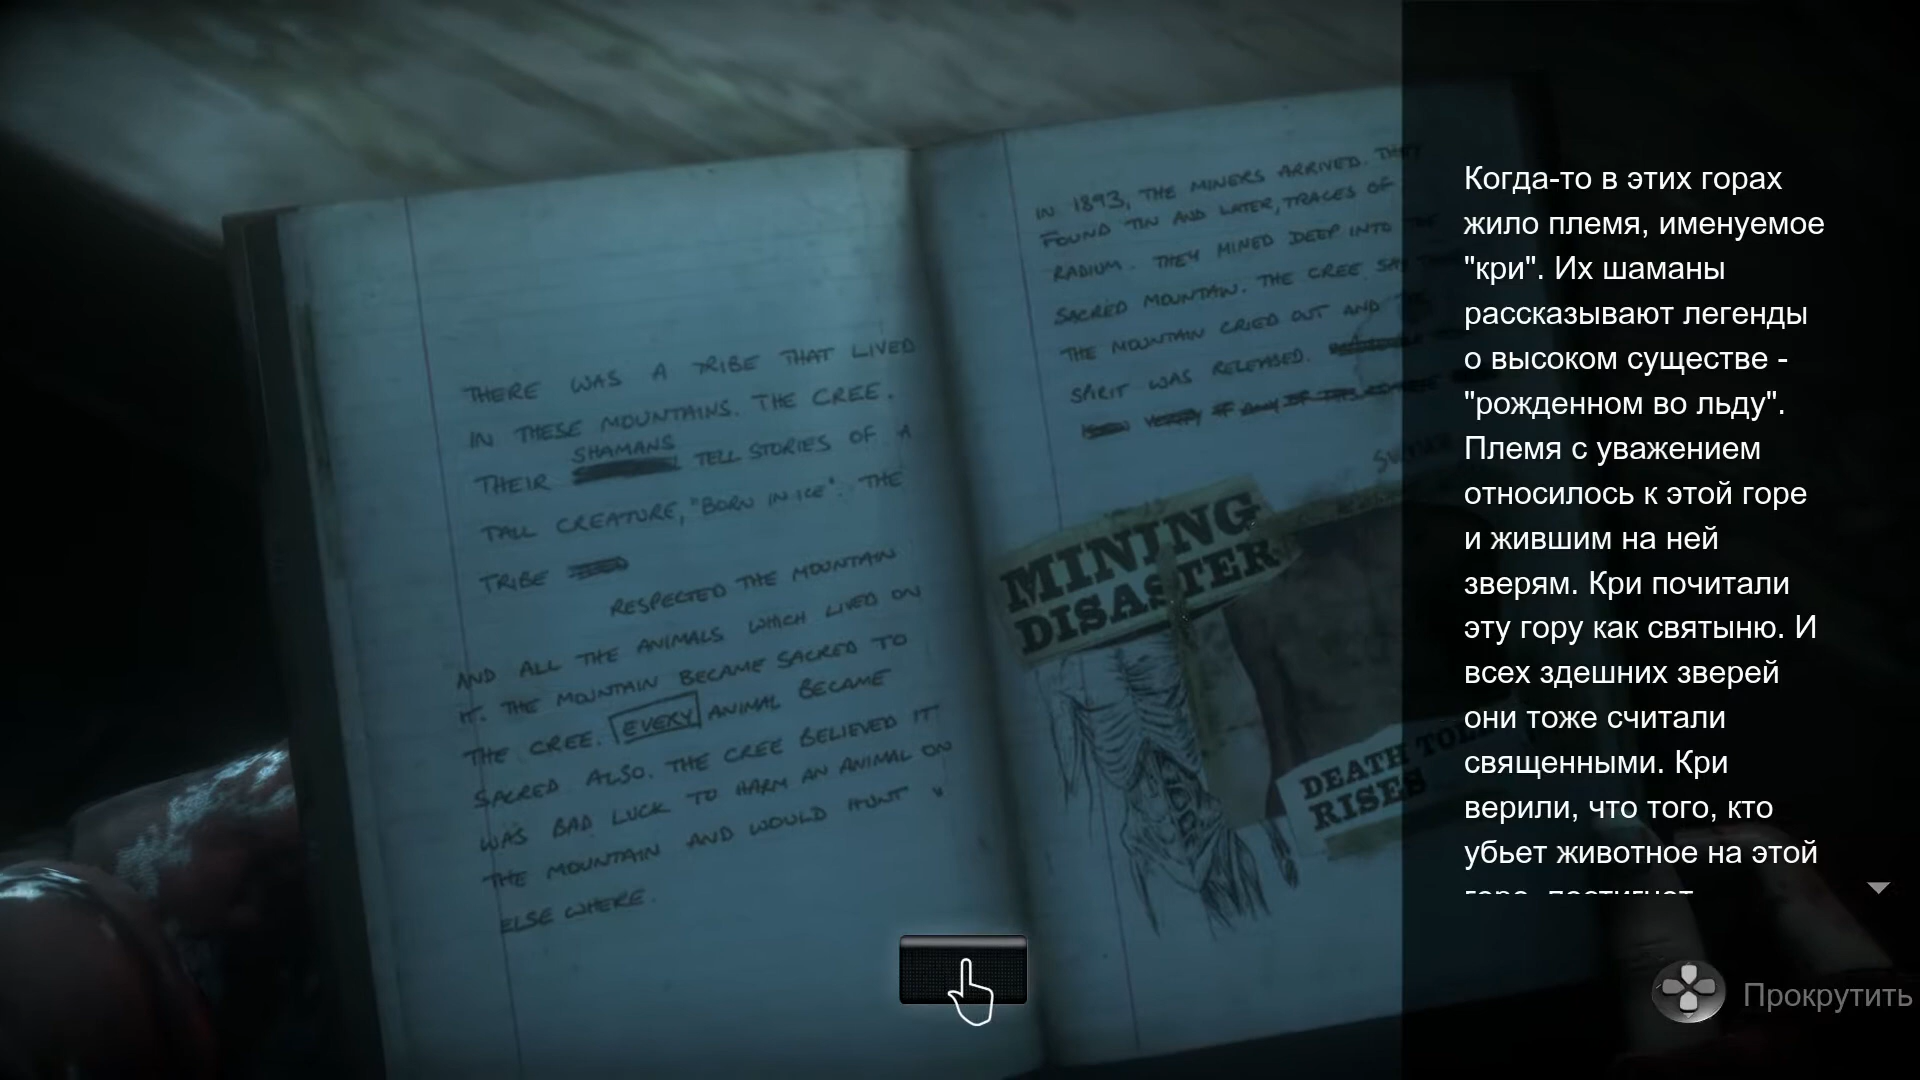 THERE WAS A TRIBE THAT LIVED
IN THESE MOUNTAINS. THE CREE.
SHAMANS
THEIR TELL STORIES OF A
TALL CREATURE, "BORN IN ICE". THE
TRIBE
RESPECTED THE MOUNTAIN
AND ALL THE ANIMALS WHICH LIVED ON
IT. THE MOUNTAIN BECAME SACRED TO
THE CREE. EVERY ANIMAL BECAME
SACRED ALSO. THE CREE BELIEVED IT
WAS BAD LUCK TO HARM AN ANIMAL ON
THE MOUNTAIN AND WOULD HUNT
ELSE WHERE.
IN 1893, THE MINERS ARRIVED. THEY
FOUND TIN AND LATER, TRACES OF
RADIUM. THEY MINED DEEP INTO THE
SACRED MOUNTAIN. THE CREE SAY
THE MOUNTAIN CRIED OUT AND THE
SPIRIT WAS RELEASED.
MINING
DISASTER
DEATH TOLL
RISES
Когда-то в этих горах
жило племя, именуемое
"кри". Их шаманы
рассказывают легенды
о высоком существе -
"рожденном во льду".
Племя с уважением
относилось к этой горе
и жившим на ней
зверям. Кри почитали
эту гору как святыню. И
всех здешних зверей
они тоже считали
священными. Кри
верили, что того, кто
убьет животное на этой
горе, постигнет
Прокрутить